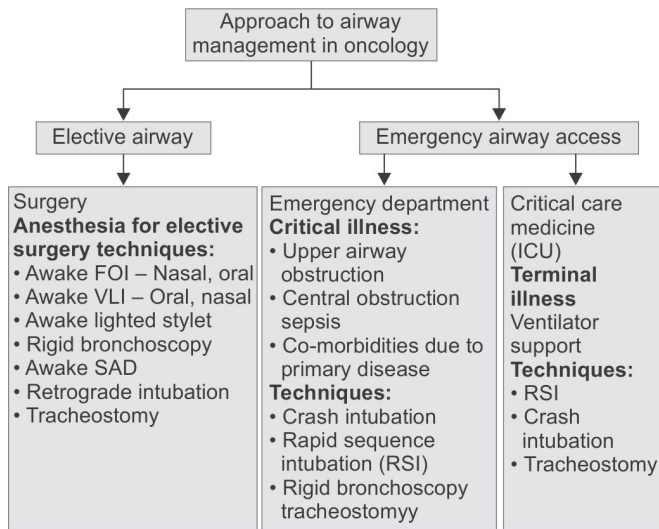 Approach to airway
management in oncology
Elective airway
Emergency airway access
Surgery
Anesthesia for elective
surgery techniques:
• Awake FOI – Nasal, oral
• Awake VLI – Oral, nasal
• Awake lighted stylet
• Rigid bronchoscopy
• Awake SAD
• Retrograde intubation
• Tracheostomy
Emergency department
Critical illness:
• Upper airway
obstruction
• Central obstruction
sepsis
• Co-morbidities due to
primary disease
Techniques:
• Crash intubation
• Rapid sequence
intubation (RSI)
• Rigid bronchoscopy
tracheostomyy
Critical care
medicine
(ICU)
Terminal
illness
Ventilator
support
Techniques:
• RSI
• Crash
intubation
• Tracheostomy